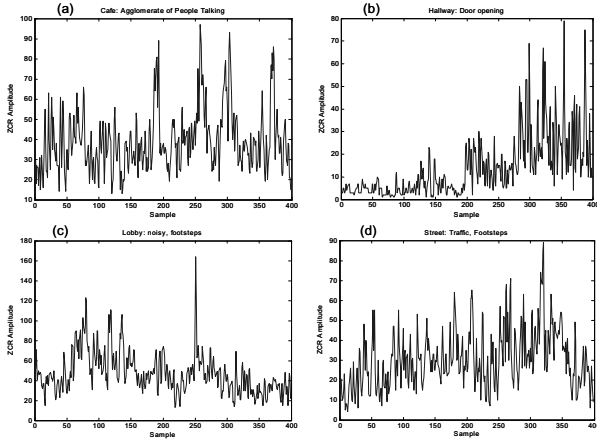 (a)
Cafe: Agglomerate of People Talking
100
90
80
70
60
50
40
30
20
10
ZCR Amplitude
0 50 100 150 200 250 300 350 400
Sample
(b)
Hallway: Door opening
80
70
60
50
40
30
20
10
0
ZCR Amplitude
0 50 100 150 200 250 300 350 400
Sample
(c)
Lobby: noisy, footsteps
180
160
140
120
100
80
60
40
20
0
ZCR Amplitude
0 50 100 150 200 250 300 350 400
Sample
(d)
Street: Traffic, Footsteps
90
80
70
60
50
40
30
20
10
0
ZCR Amplitude
0 50 100 150 200 250 300 350 400
Sample